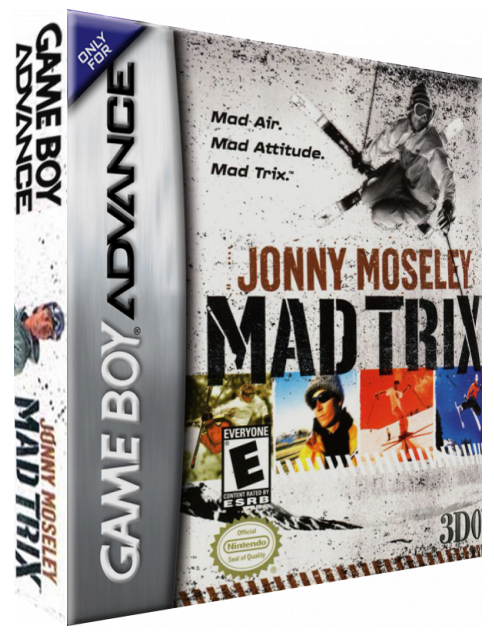 GAME BOY
ADVANCE
JONNY MOSELEY
MAD TRIX
ONLY
FOR
GAME BOY® ADVANCE
Mad Air.
Mad Attitude.
Mad Trix.™
JONNY MOSELEY
MAD TRIX
EVERYONE
E
CONTENT RATED BY
ESRB
Official
Nintendo
Seal of Quality
3DO